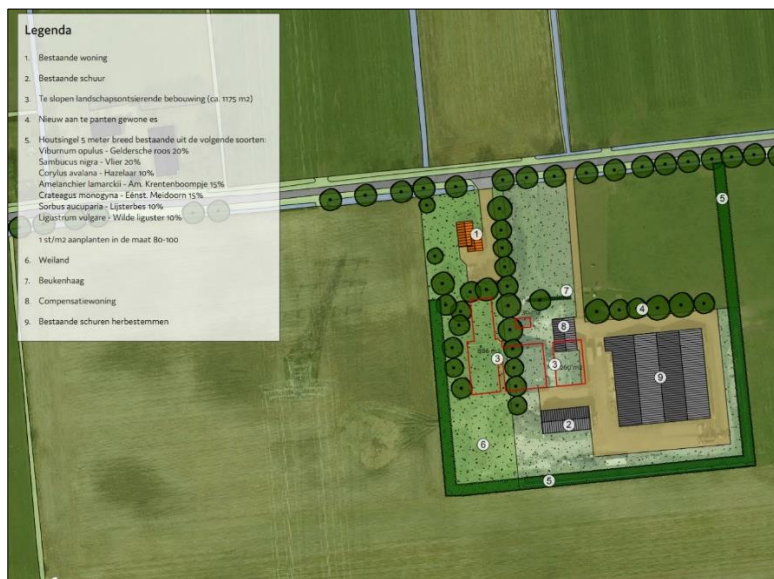 Legenda
1. Bestaande woning
2. Bestaande schuur
3. Te slopen landschapsontsierende bebouwing (ca. 1175 m2)
4. Nieuw aan te panten gewone es
5. Houtsingel 5 meter breed bestaande uit de volgende soorten:
Viburnum opulus - Geldersche roos 20%
Sambucus nigra - Vlier 20%
Corylus avalana - Hazelaar 10%
Amelanchier lamarckii - Am. Krentenboompje 15%
Crateegus monogyna - Eénst. Meidoorn 15%
Sorbus aucuparia - Lijsterbes 10%
Ligustrum vulgare - Wilde liguster 10%
1 st/m2 aanplanten in de maat 80-100
6. Weiland
7. Beukenhaag
8. Compensatiewoning
9. Bestaande schuren herbestemmen
5
1
7
4
8
3
3
9
2
6
5